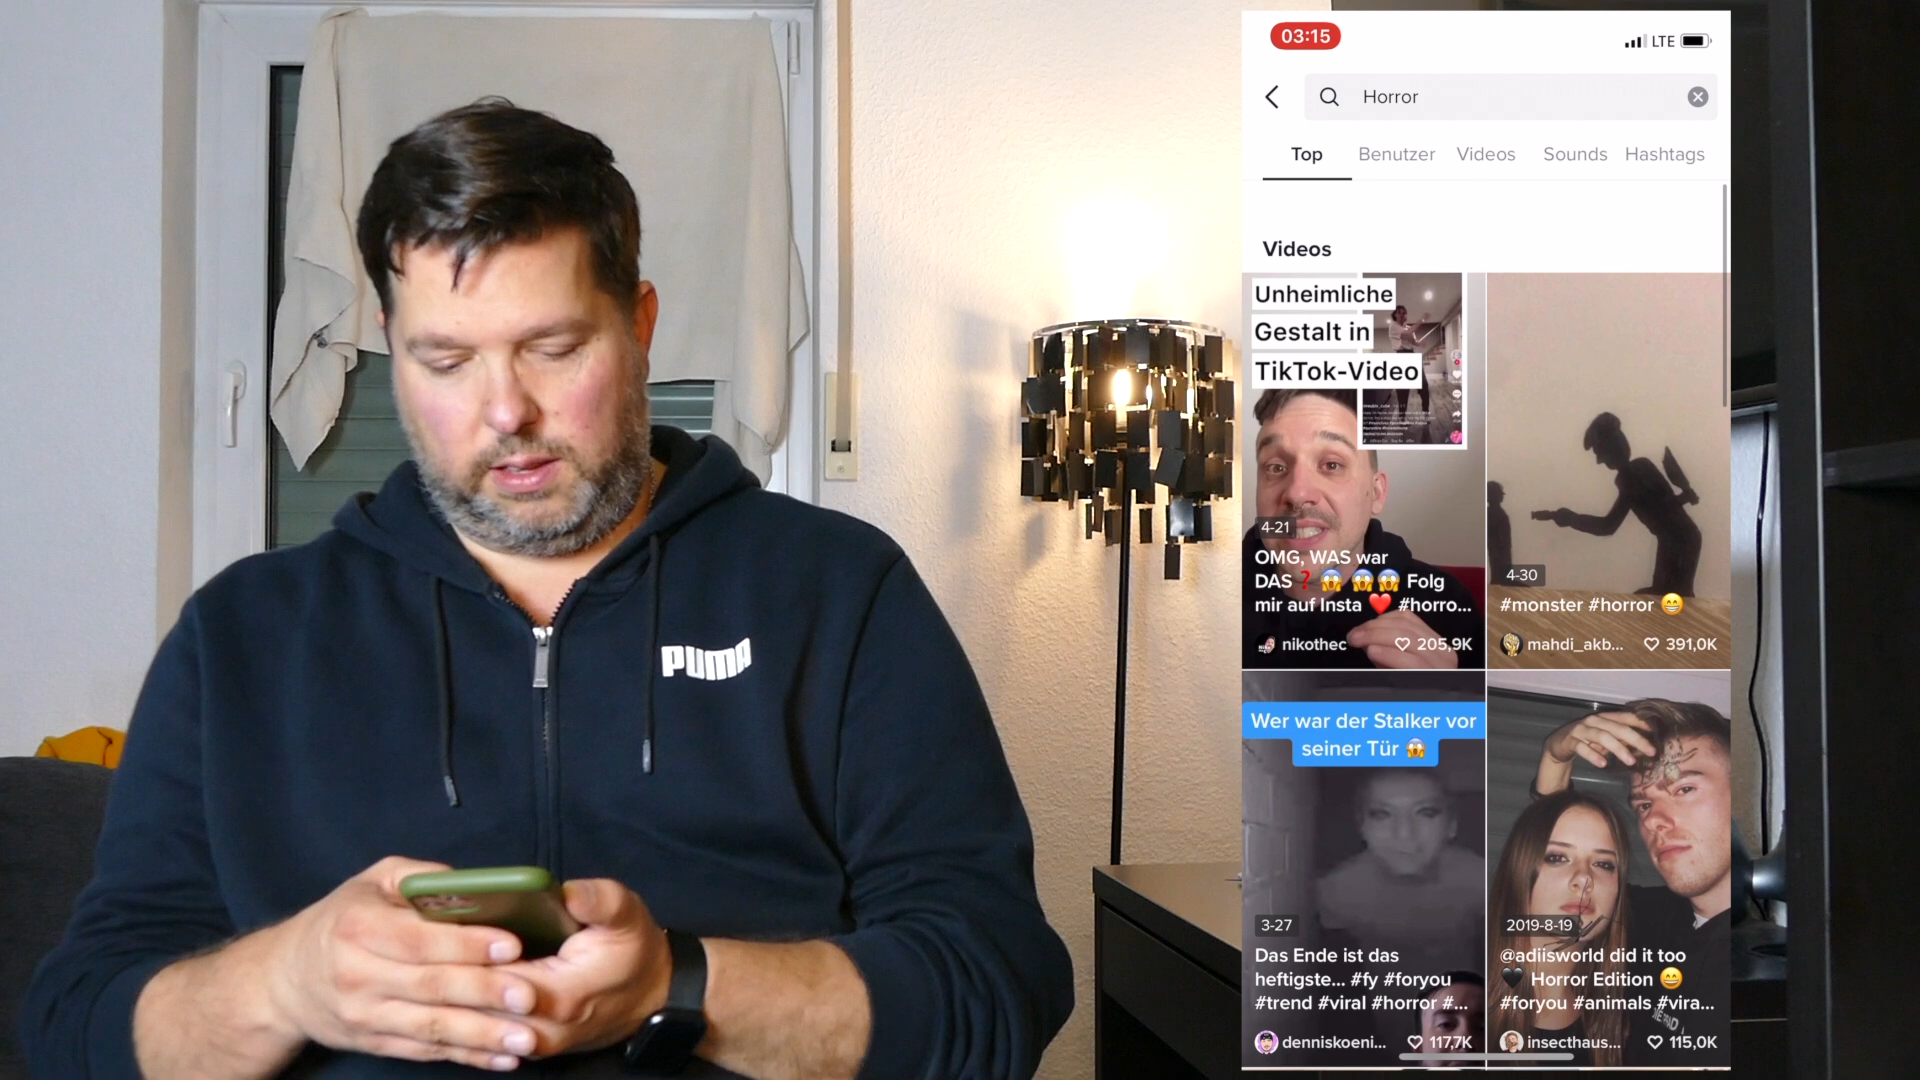 03:15
LTE
Horror
Top
Benutzer
Videos
Sounds
Hashtags
Videos
Unheimliche
Gestalt in
TikTok-Video
4-21
OMG, WAS war
DAS❓😱😱😱 Folg
mir auf Insta ❤️ #horro...
nikothec
205,9K
4-30
#monster #horror 😁
mahdi_akb...
391,0K
Wer war der Stalker vor
seiner Tür 😱
3-27
Das Ende ist das
heftigste... #fy #foryou
#trend #viral #horror #...
denniskoeni...
117,7K
2019-8-19
@adiisworld did it too
🖤 Horror Edition 😄
#foryou #animals #vira...
insecthaus...
115,0K
PUMA